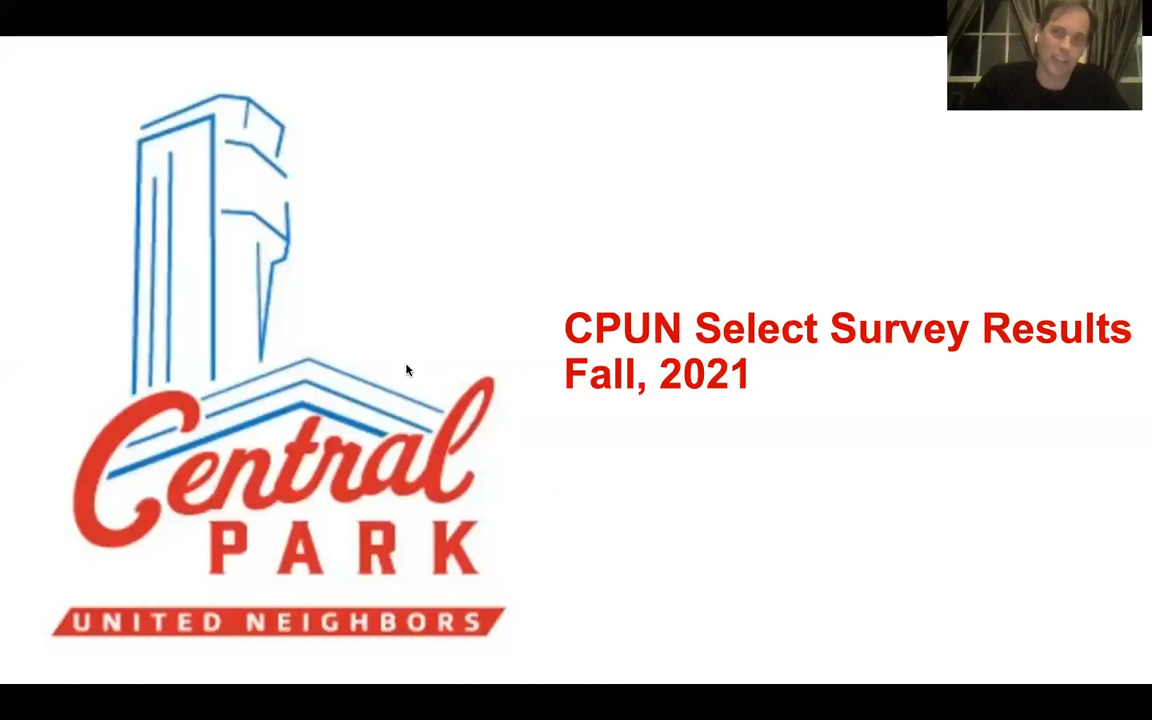 CPUN Select Survey Results
Fall, 2021
Central
PARK
UNITED NEIGHBORS